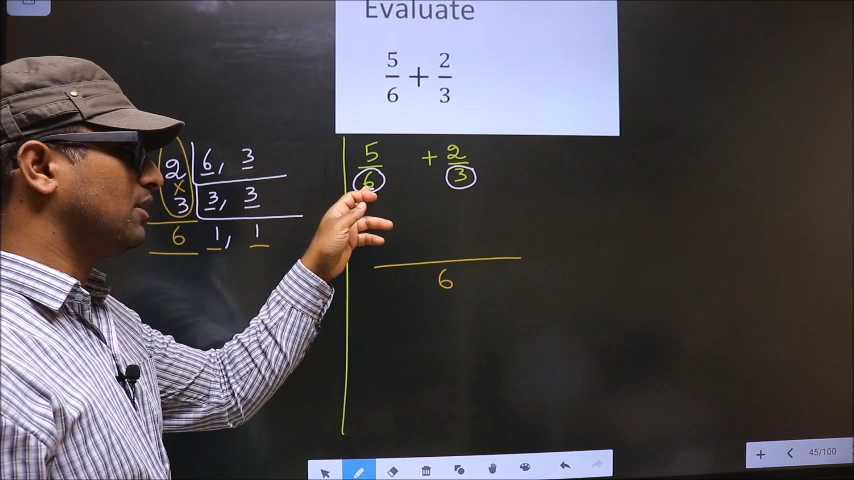 Evaluate
5/6 + 2/3
2 | 6, 3
×
3 | 3, 3
6 1, 1
5/6 + 2/3
6
45/100